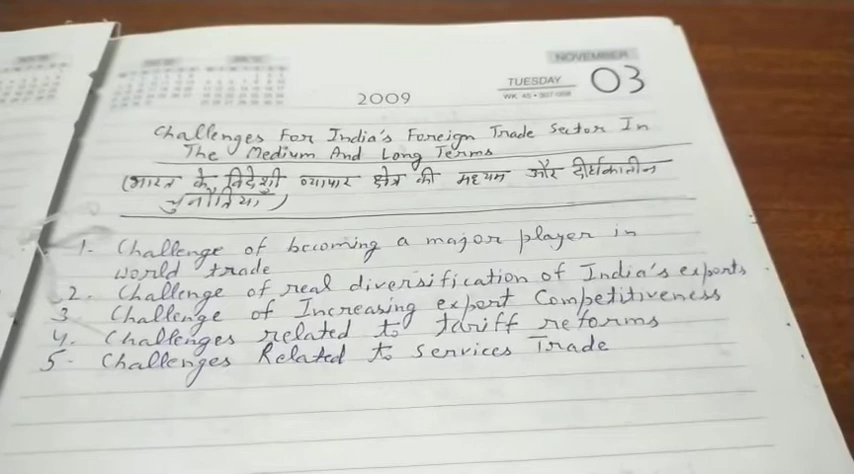 NOVEMBER
TUESDAY
03
2009
Challenges For India's Foreign Trade Sector In
The Medium And Long Terms
(भारत के विदेशी व्यापार क्षेत्र की मध्यम और दीर्घकालीन
चुनौतियां)
1. Challenge of becoming a major player in
world trade
2. Challenge of real diversification of India's exports
3. Challenge of Increasing export Competitiveness
4. Challenges related to tariff reforms
5. Challenges Related to Services Trade